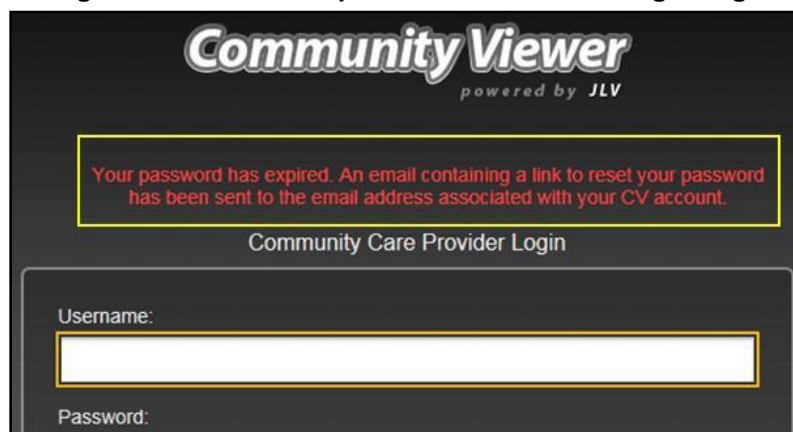 Community Viewer
powered by JLV
Your password has expired. An email containing a link to reset your password
has been sent to the email address associated with your CV account.
Community Care Provider Login
Username:
Password: